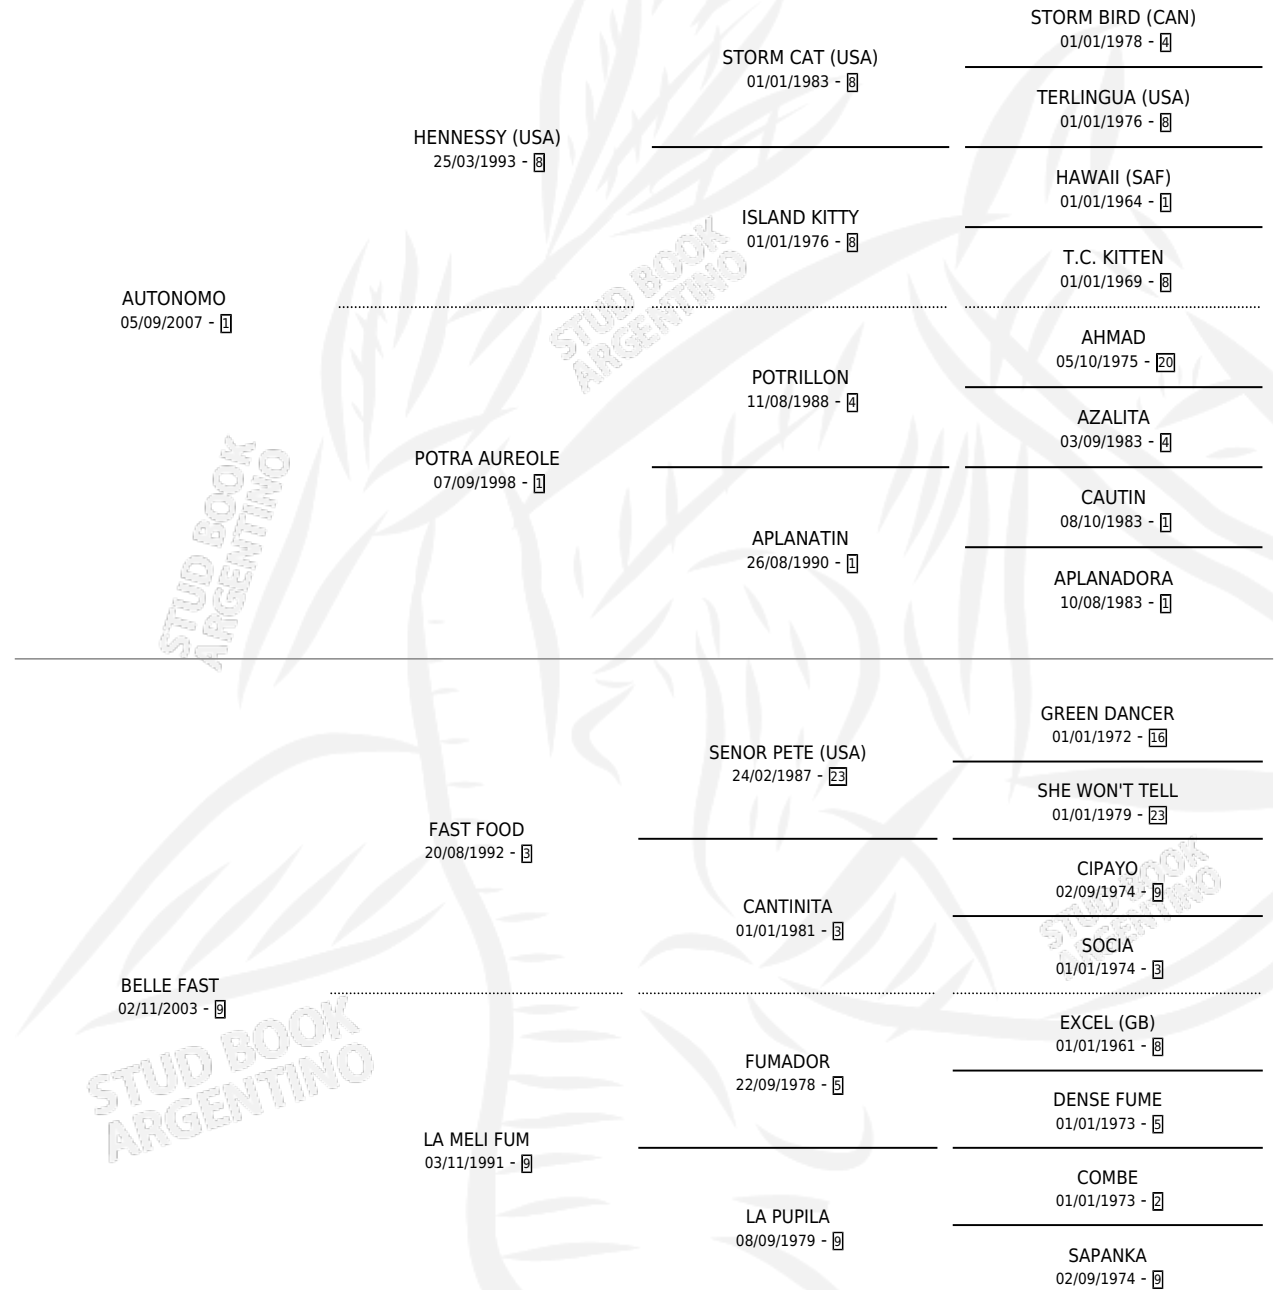 STORM BIRD (CAN)
01/01/1978 - 4
STORM CAT (USA)
01/01/1983 - 8
TERLINGUA (USA)
01/01/1976 - 8
HENNESSY (USA)
25/03/1993 - 8
HAWAII (SAF)
01/01/1964 - 1
ISLAND KITTY
01/01/1976 - 8
T.C. KITTEN
01/01/1969 - 8
AUTONOMO
05/09/2007 - 1
AHMAD
05/10/1975 - 20
POTRILLON
11/08/1988 - 4
AZALITA
03/09/1983 - 4
POTRA AUREOLE
07/09/1998 - 1
CAUTIN
08/10/1983 - 1
APLANATIN
26/08/1990 - 1
APLANADORA
10/08/1983 - 1
STUD BOOK
ARGENTINO
STUD BOOK
ARGENTINO
GREEN DANCER
01/01/1972 - 16
SENOR PETE (USA)
24/02/1987 - 23
SHE WON'T TELL
01/01/1979 - 23
FAST FOOD
20/08/1992 - 3
CIPAYO
02/09/1974 - 9
CANTINITA
01/01/1981 - 3
SOCIA
01/01/1974 - 3
BELLE FAST
02/11/2003 - 9
EXCEL (GB)
01/01/1961 - 8
FUMADOR
22/09/1978 - 5
DENSE FUME
01/01/1973 - 5
LA MELI FUM
03/11/1991 - 9
COMBE
01/01/1973 - 2
LA PUPILA
08/09/1979 - 9
SAPANKA
02/09/1974 - 9
STUD BOOK
ARGENTINO
STUD BOOK
ARGENTINO